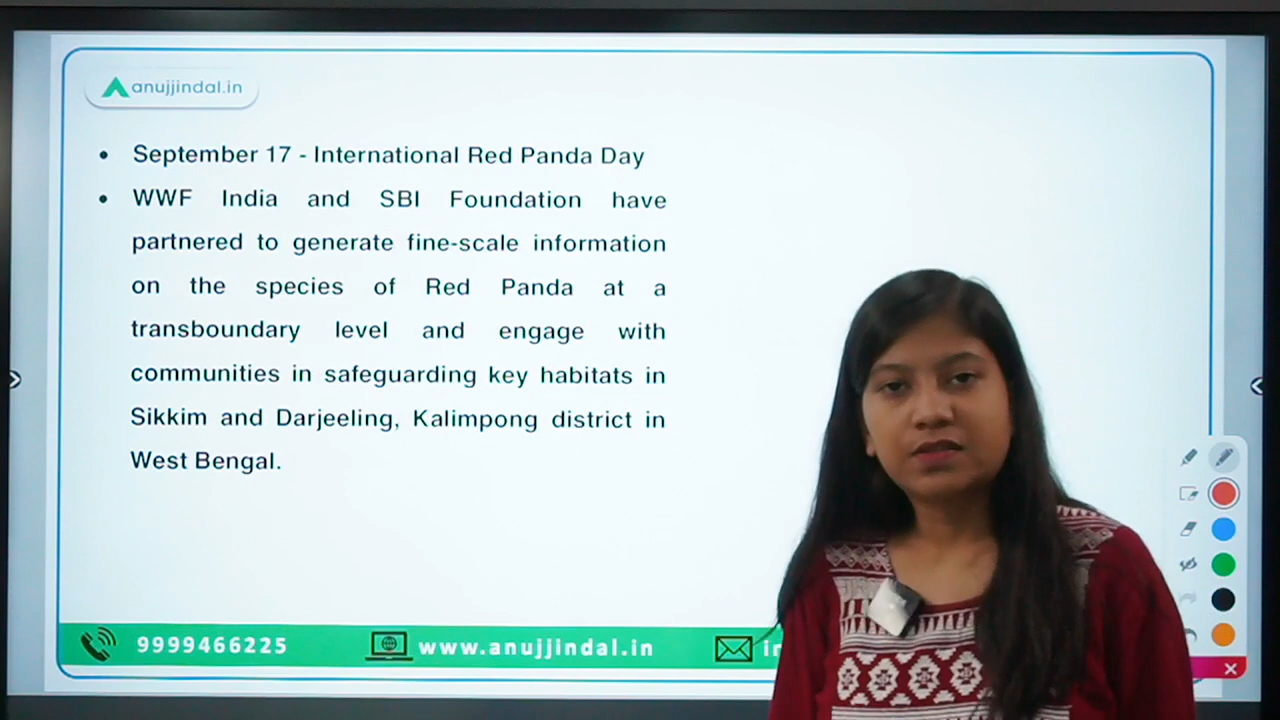 anujjindal.in
• September 17 - International Red Panda Day
• WWF India and SBI Foundation have
partnered to generate fine-scale information
on the species of Red Panda at a
transboundary level and engage with
communities in safeguarding key habitats in
Sikkim and Darjeeling, Kalimpong district in
West Bengal.
9999466225 www.anujjindal.in